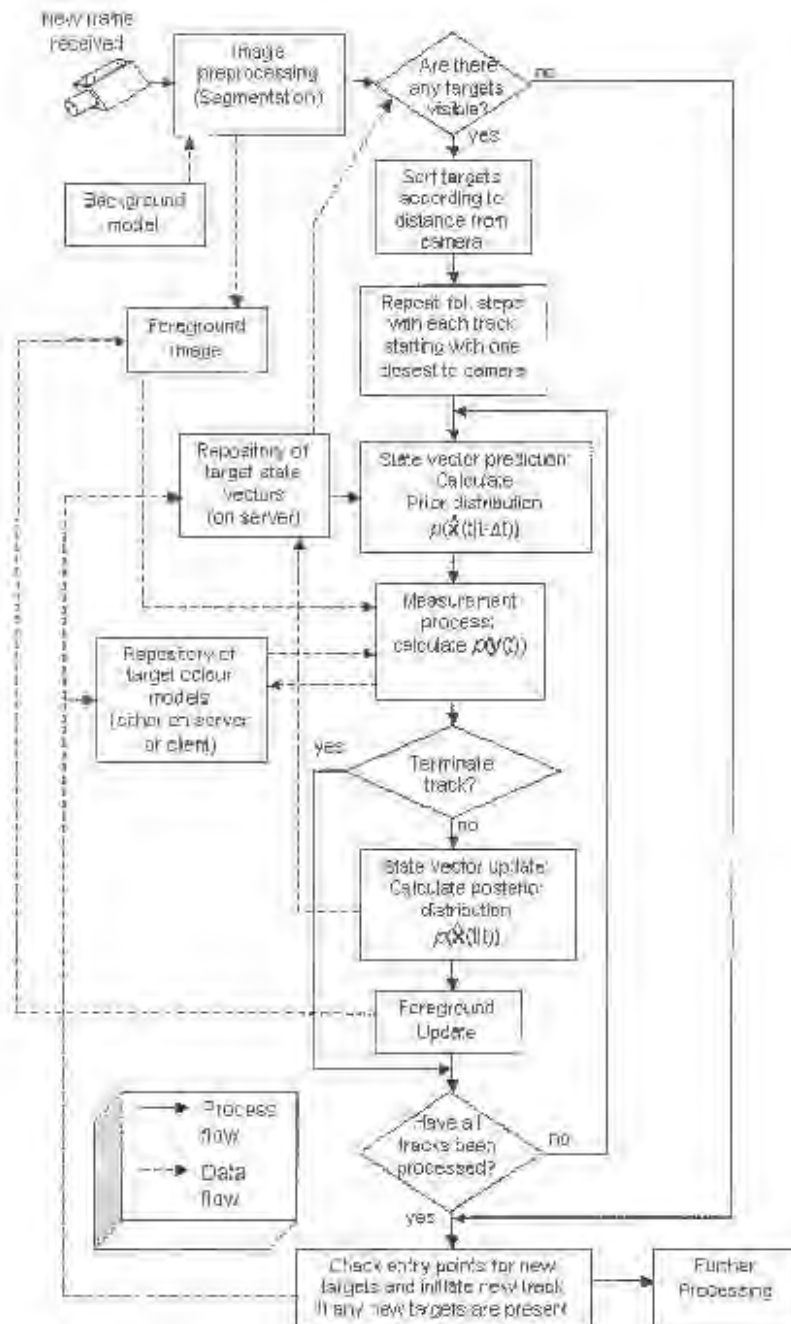 New frame
received
Image
preprocessing
(Segmentation)
Are there
any targets
visible?
no
yes
Background
model
Sort targets
according to
distance from
camera
Foreground
Image
Repeat foll. steps
with each track
starting with one
closest to camera
Repository of
target state
vectors
(on server)
State vector prediction:
Calculate
Prior distribution
p(x̂(t|t-Δt))
Measurement
process:
calculate p(y(t))
Repository of
target colour
models
(either on server
or client)
yes
Terminate
track?
no
State vector update:
Calculate posterior
distribution
p(x̂(t|t))
Foreground
Update
Process
flow
Data
flow
Have all
tracks been
processed?
no
yes
Check entry points for new
targets and initiate new track
if any new targets are present
Further
Processing